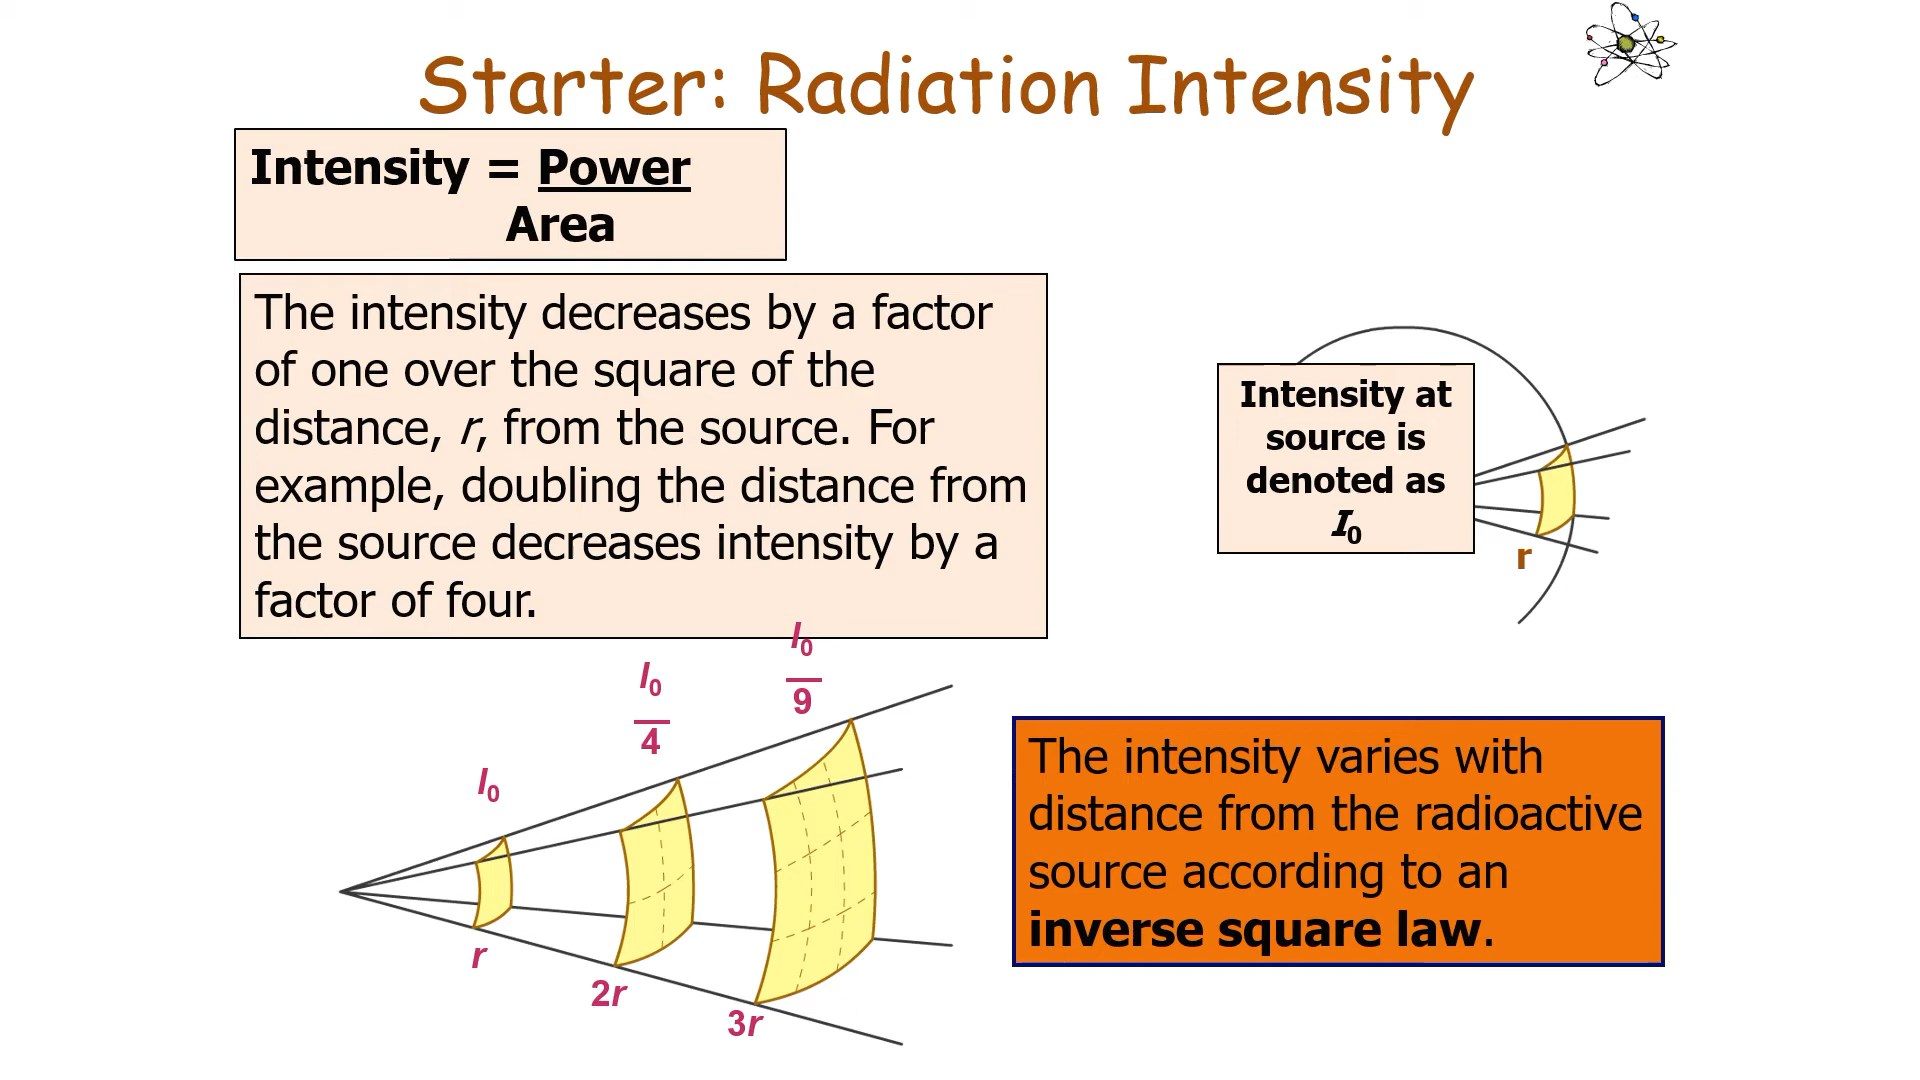 Starter: Radiation Intensity
Intensity = Power
Area
The intensity decreases by a factor
of one over the square of the
distance, r, from the source. For
example, doubling the distance from
the source decreases intensity by a
factor of four.
Intensity at
source is
denoted as
I₀
r
I₀
I₀
4
I₀
9
r
2r
3r
The intensity varies with
distance from the radioactive
source according to an
inverse square law.